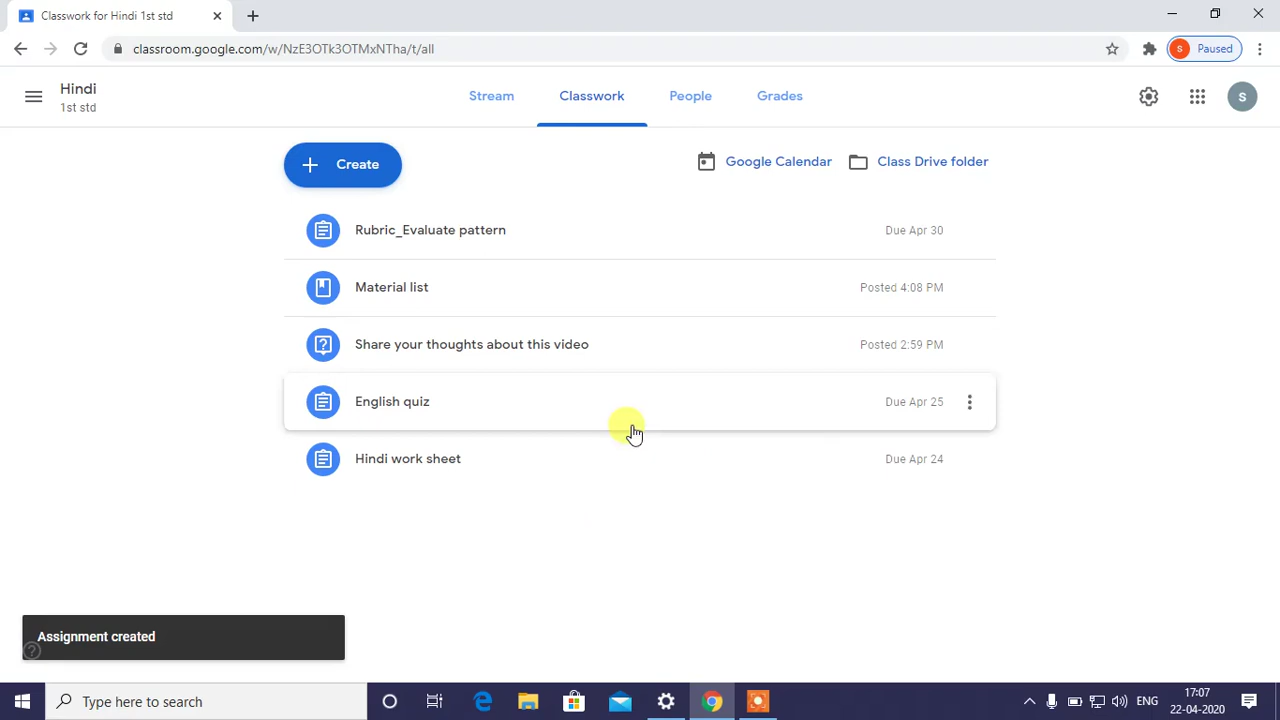 Classwork for Hindi 1st std
classroom.google.com/w/NzE3OTk3OTMxNTha/t/all
S Paused
Hindi
1st std
Stream Classwork People Grades
S
Create
Google Calendar Class Drive folder
Rubric_Evaluate pattern Due Apr 30
Material list Posted 4:08 PM
Share your thoughts about this video Posted 2:59 PM
English quiz Due Apr 25
Hindi work sheet Due Apr 24
Assignment created
Type here to search
ENG
17:07
22-04-2020